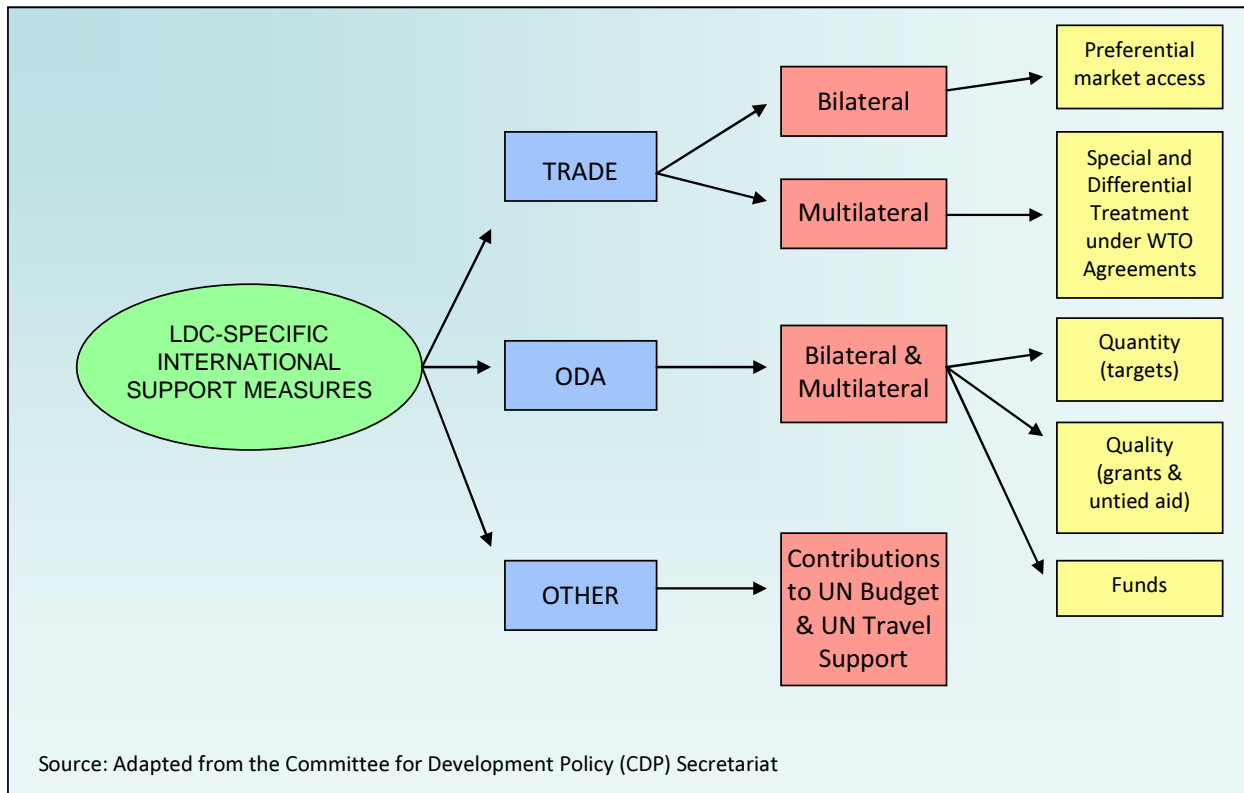 LDC-SPECIFIC
INTERNATIONAL
SUPPORT MEASURES
TRADE
Bilateral
Preferential
market access
Multilateral
Special and
Differential
Treatment
under WTO
Agreements
ODA
Bilateral &
Multilateral
Quantity
(targets)
Quality
(grants &
untied aid)
Funds
OTHER
Contributions
to UN Budget
& UN Travel
Support
Source: Adapted from the Committee for Development Policy (CDP) Secretariat